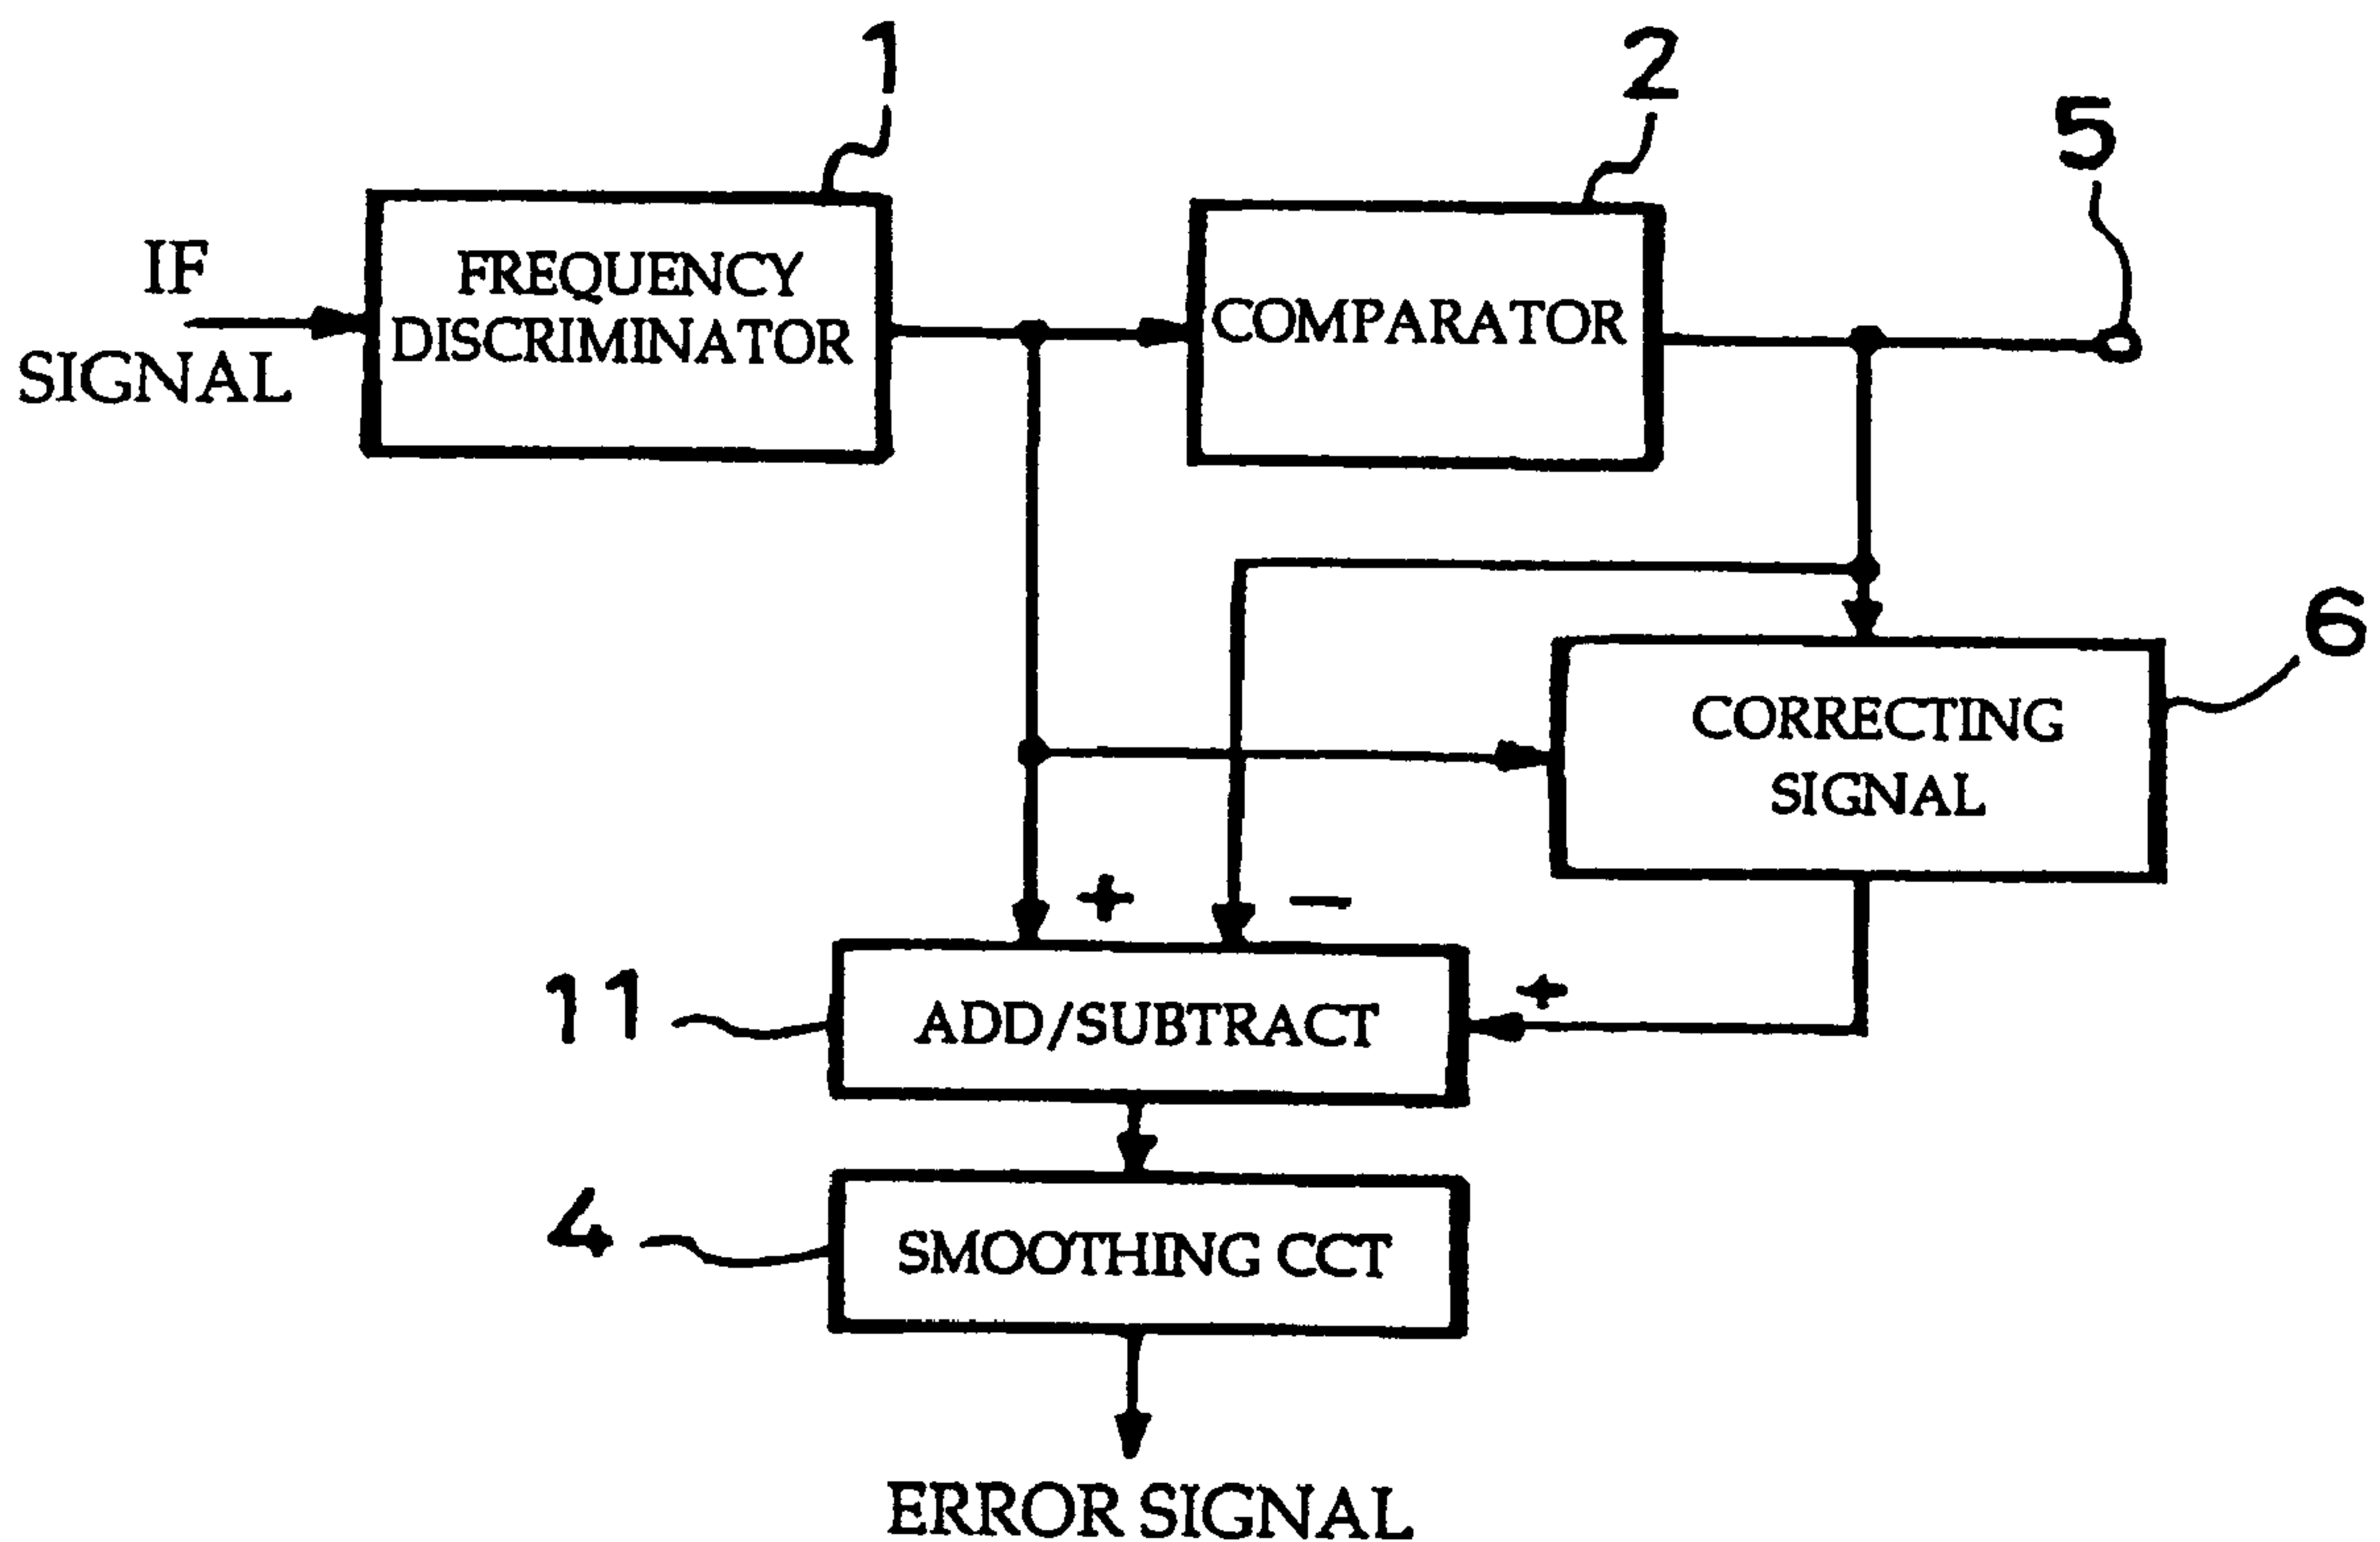 1
2
5
IF
SIGNAL
FREQUENCY
DISCRIMINATOR
COMPARATOR
6
CORRECTING
SIGNAL
+
−
+
11
ADD/SUBTRACT
4
SMOOTHING CCT
ERROR SIGNAL